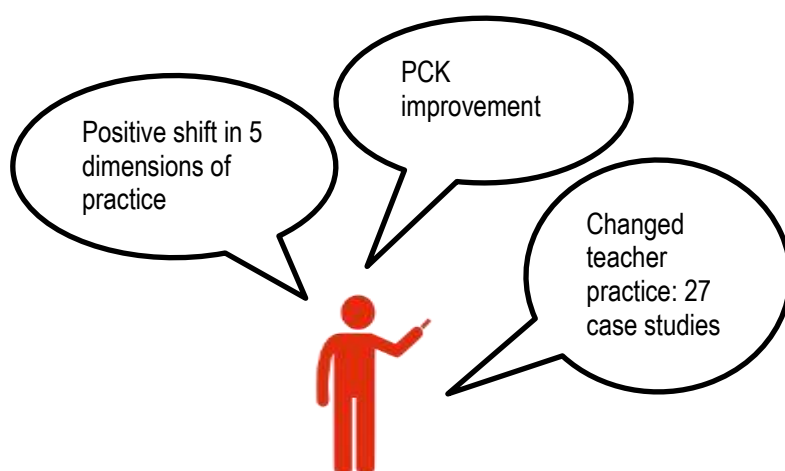 Positive shift in 5
dimensions of
practice
PCK
improvement
Changed
teacher
practice: 27
case studies